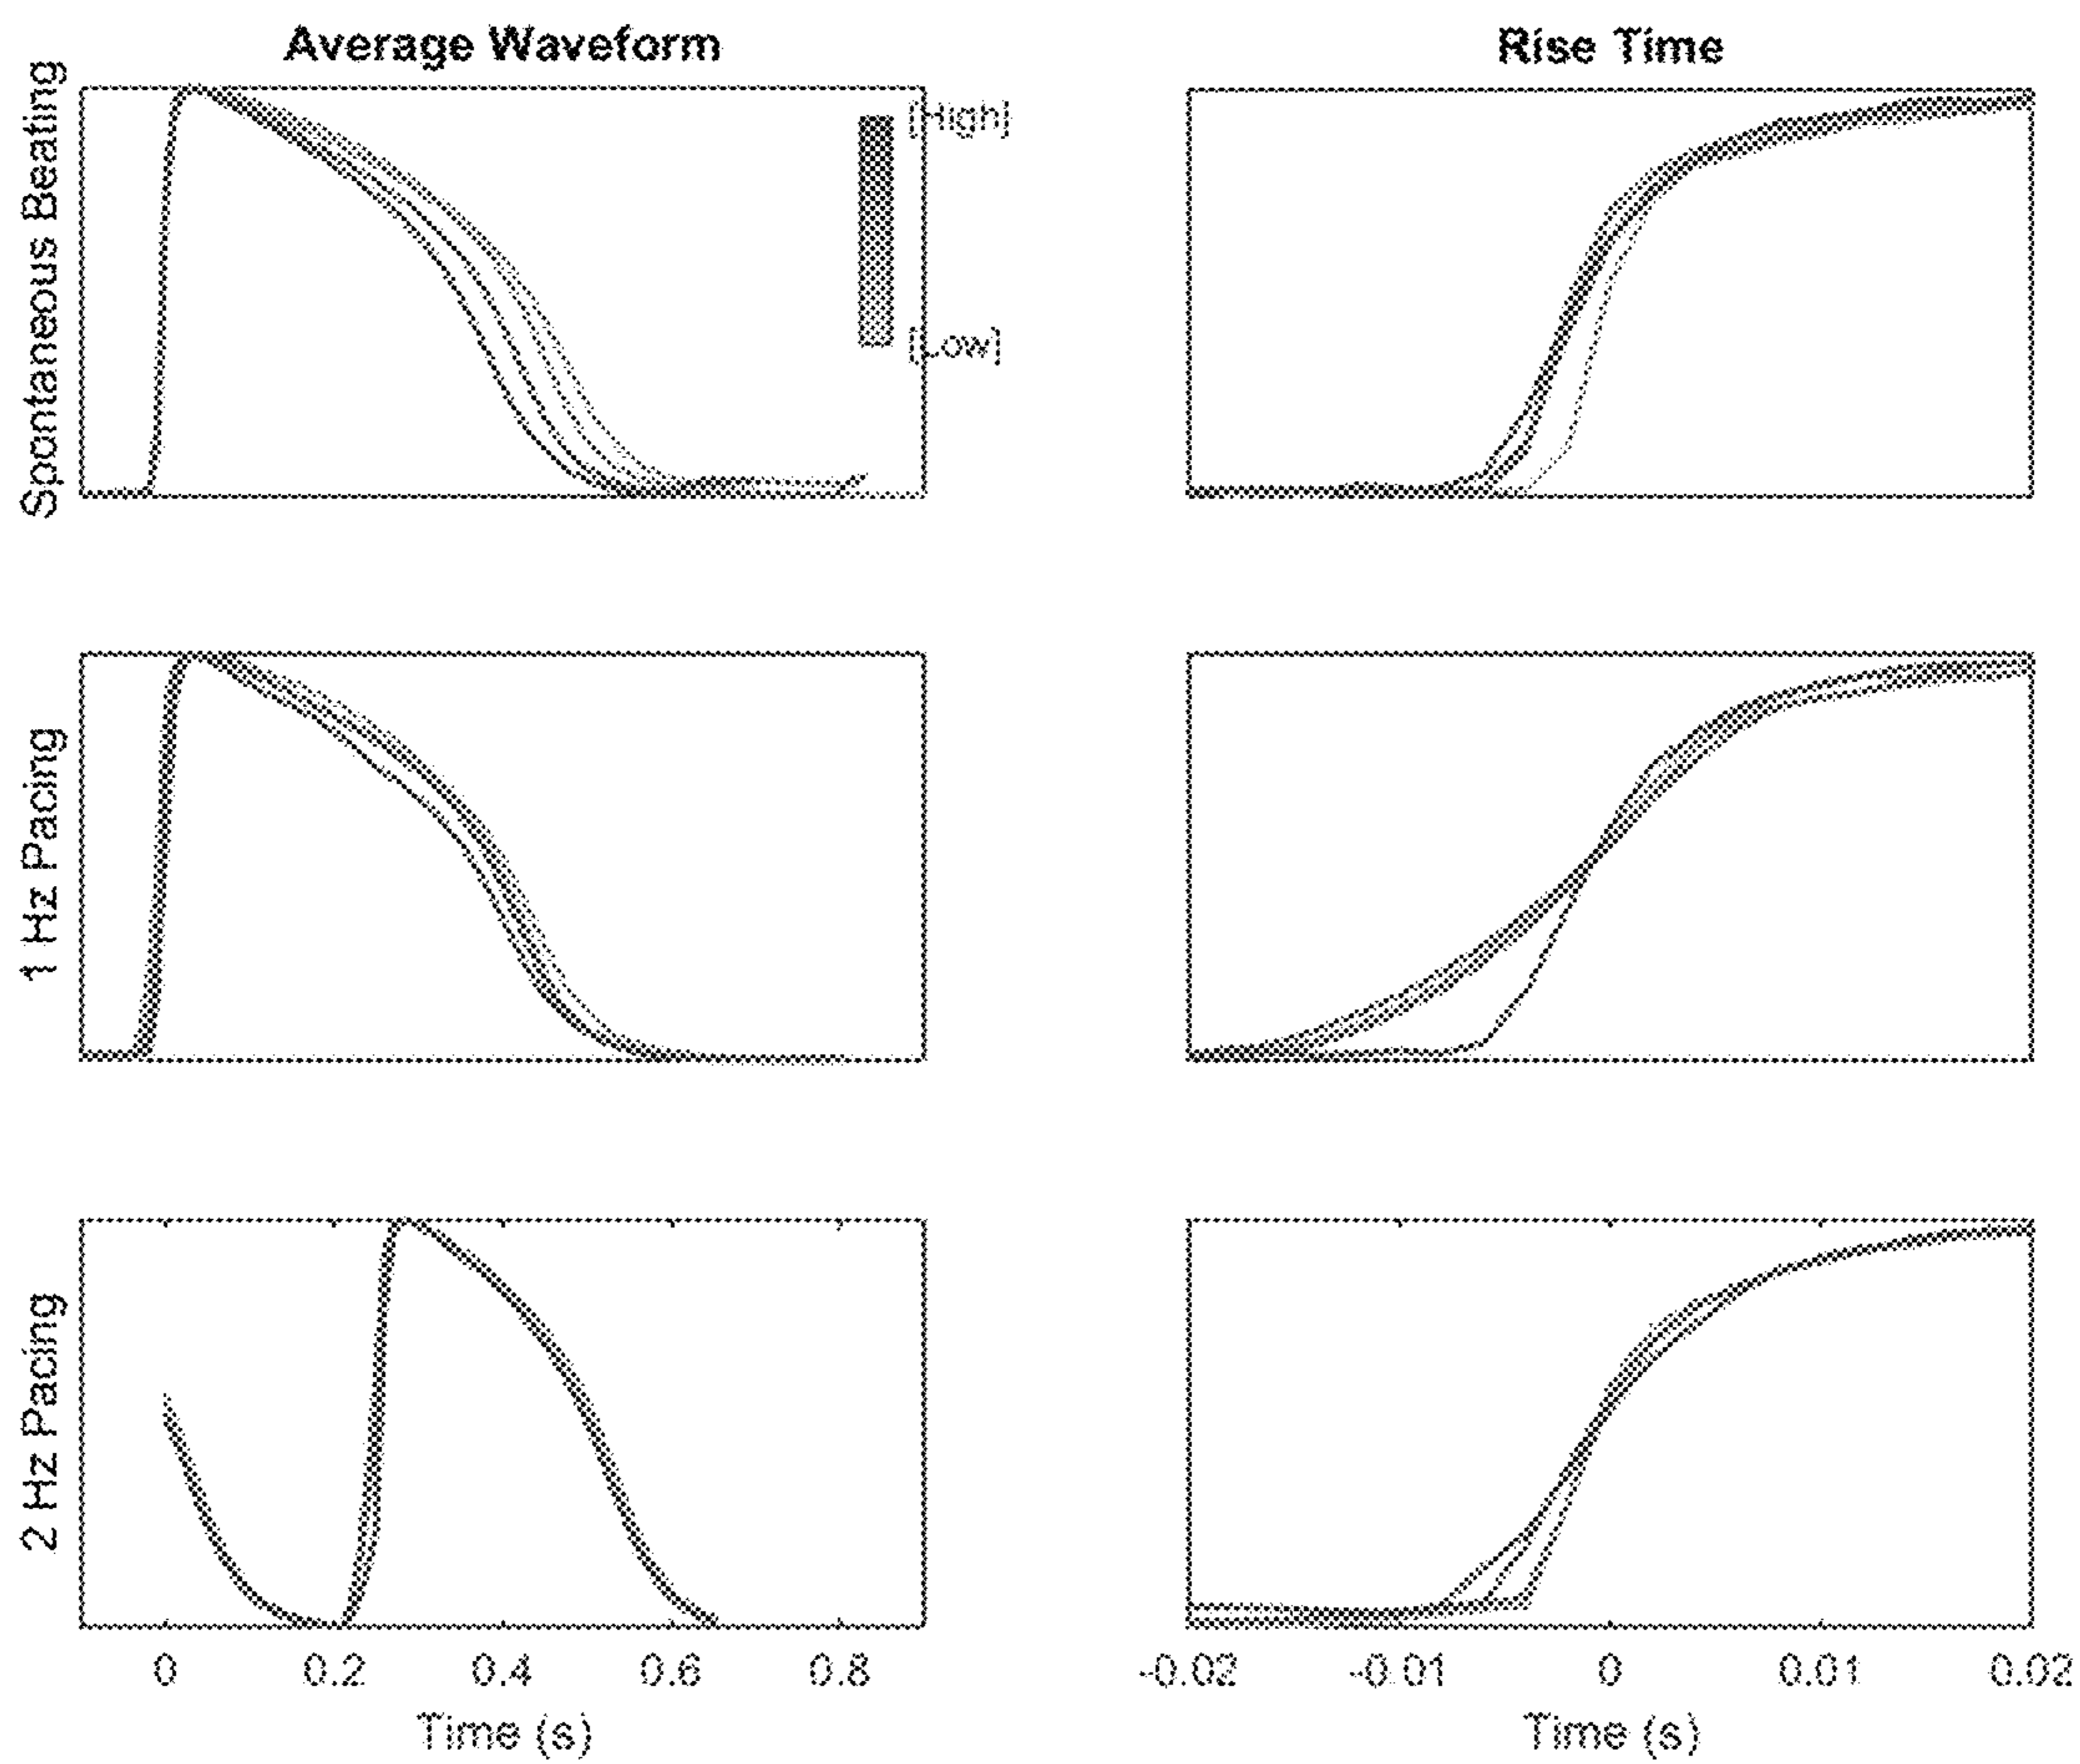 Average Waveform
Rise Time
Spontaneous Beating
[High]
[Low]
1 Hz Pacing
2 Hz Pacing
0 0.2 0.4 0.6 0.8
-0.02 -0.01 0 0.01 0.02
Time (s)
Time (s)